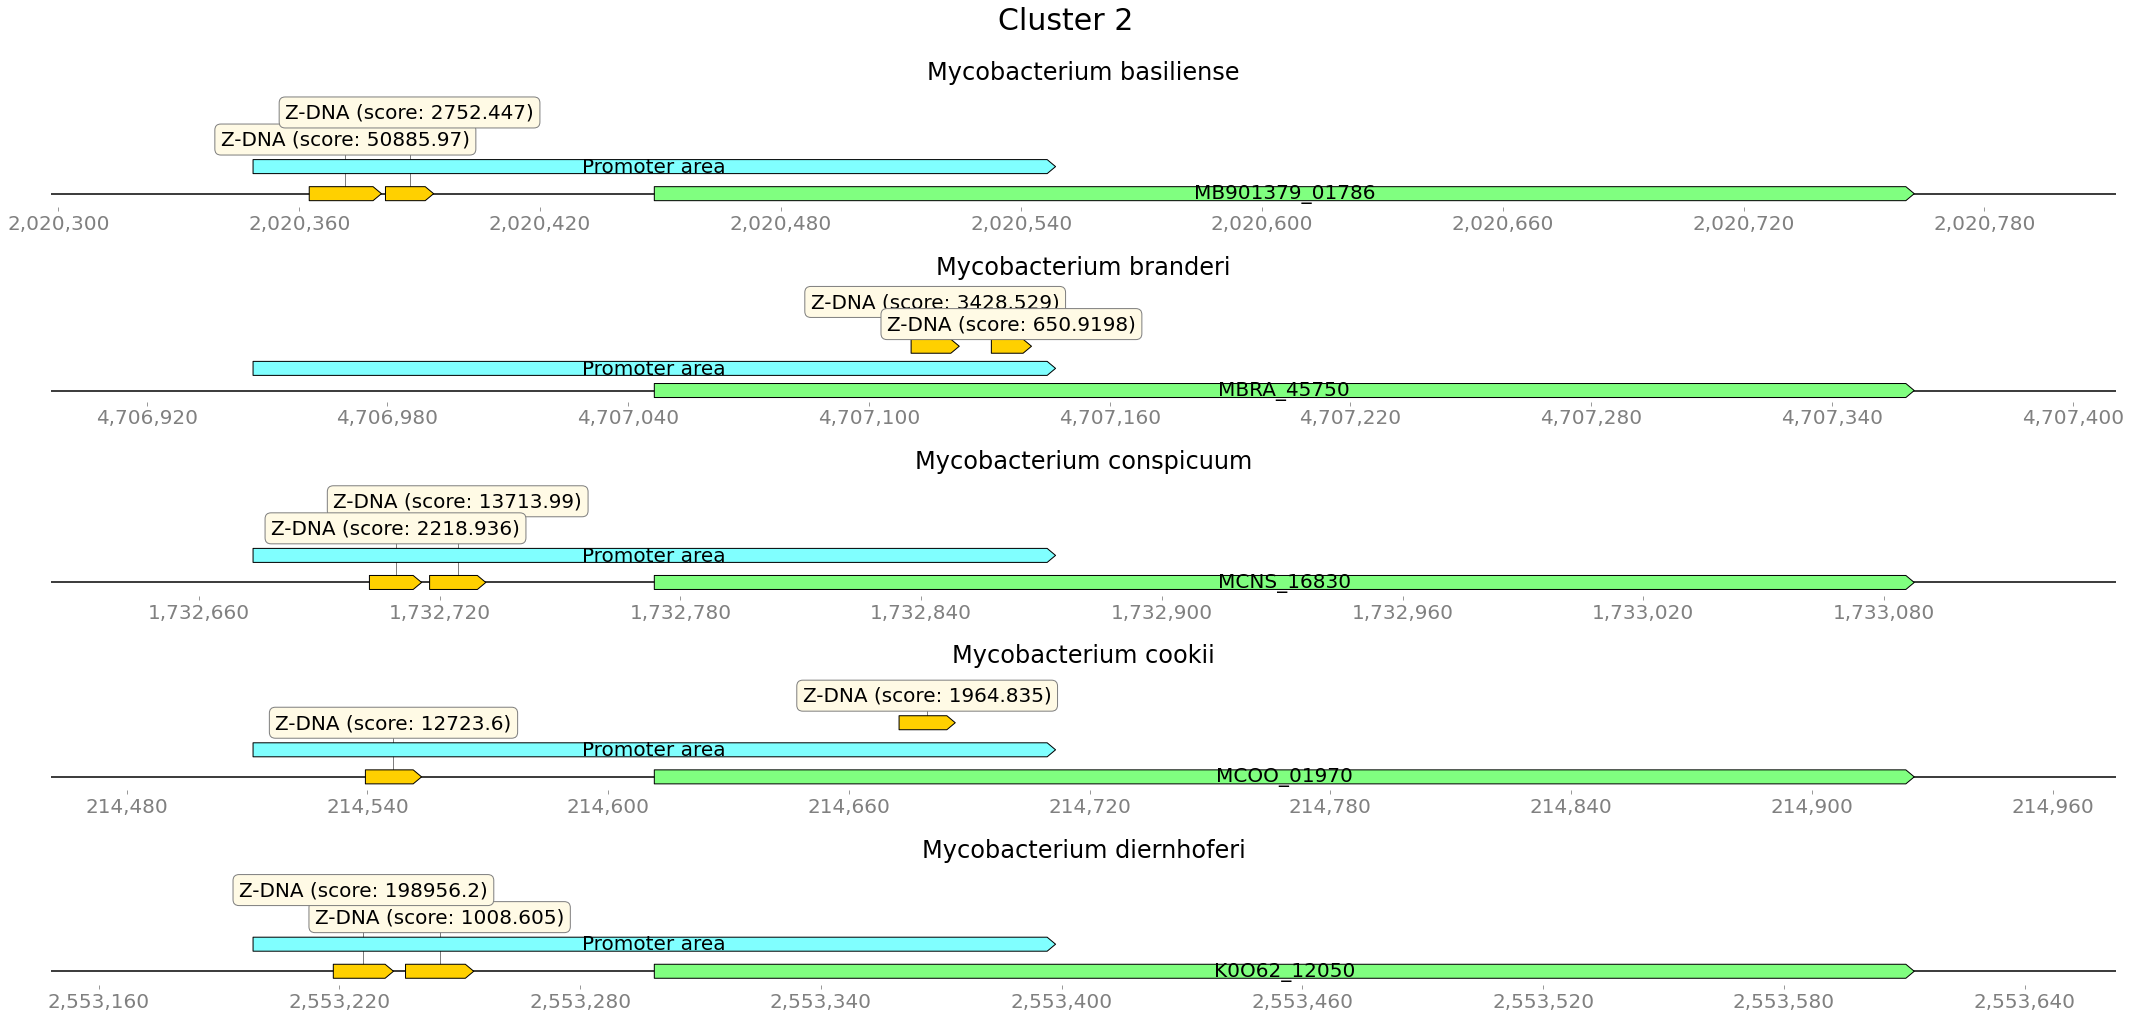 Cluster 2
Mycobacterium basiliense
Z-DNA (score: 2752.447)
Z-DNA (score: 50885.97)
Promoter area
MB901379_01786
2,020,300 2,020,360 2,020,420 2,020,480 2,020,540 2,020,600 2,020,660 2,020,720 2,020,780
Mycobacterium branderi
Z-DNA (score: 3428.529)
Z-DNA (score: 650.9198)
Promoter area
MBRA_45750
4,706,920 4,706,980 4,707,040 4,707,100 4,707,160 4,707,220 4,707,280 4,707,340 4,707,400
Mycobacterium conspicuum
Z-DNA (score: 13713.99)
Z-DNA (score: 2218.936)
Promoter area
MCNS_16830
1,732,660 1,732,720 1,732,780 1,732,840 1,732,900 1,732,960 1,733,020 1,733,080
Mycobacterium cookii
Z-DNA (score: 1964.835)
Z-DNA (score: 12723.6)
Promoter area
MCOO_01970
214,480 214,540 214,600 214,660 214,720 214,780 214,840 214,900 214,960
Mycobacterium diernhoferi
Z-DNA (score: 198956.2)
Z-DNA (score: 1008.605)
Promoter area
K0O62_12050
2,553,160 2,553,220 2,553,280 2,553,340 2,553,400 2,553,460 2,553,520 2,553,580 2,553,640